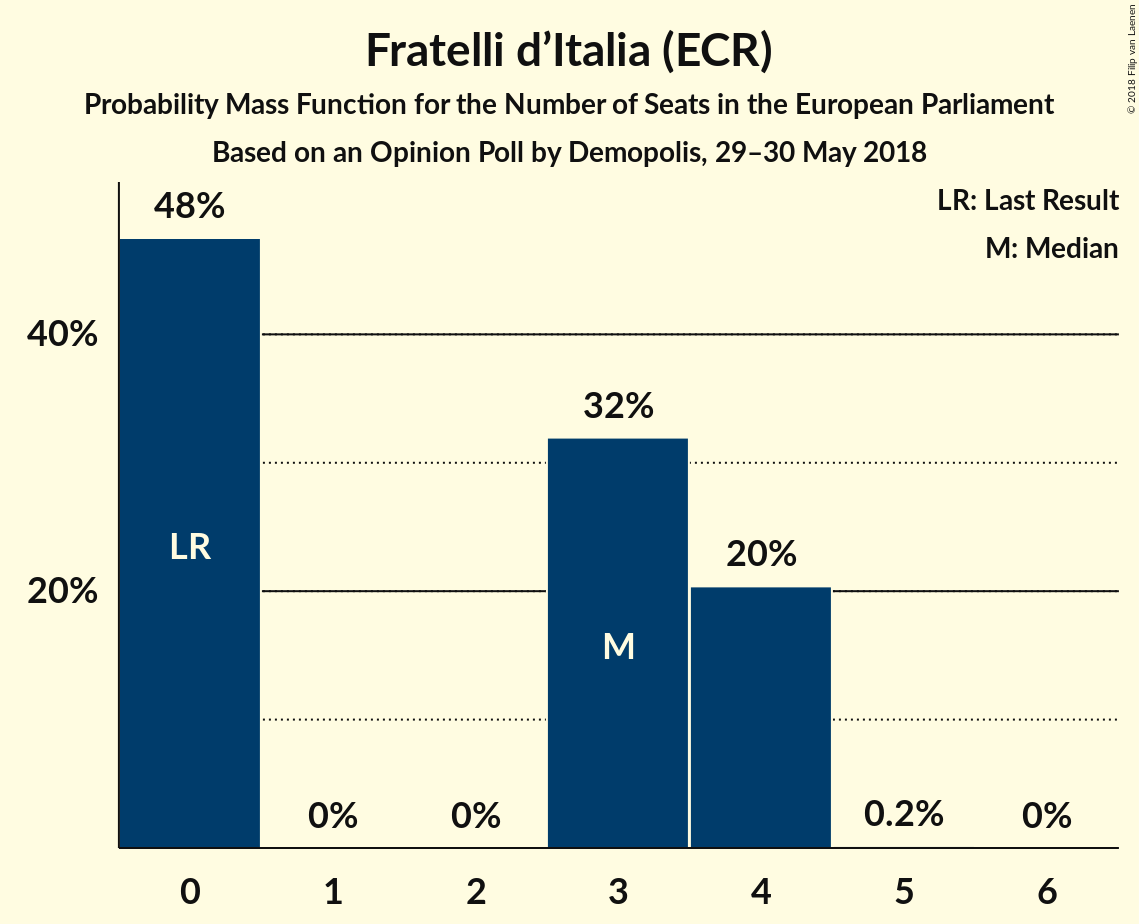 Fratelli d’Italia (ECR)
Probability Mass Function for the Number of Seats in the European Parliament
Based on an Opinion Poll by Demopolis, 29–30 May 2018
© 2018 Filip van Laenen
LR: Last Result
M: Median
48%
40%
32%
LR
20%
20%
M
0%
0%
0.2%
0%
0
1
2
3
4
5
6